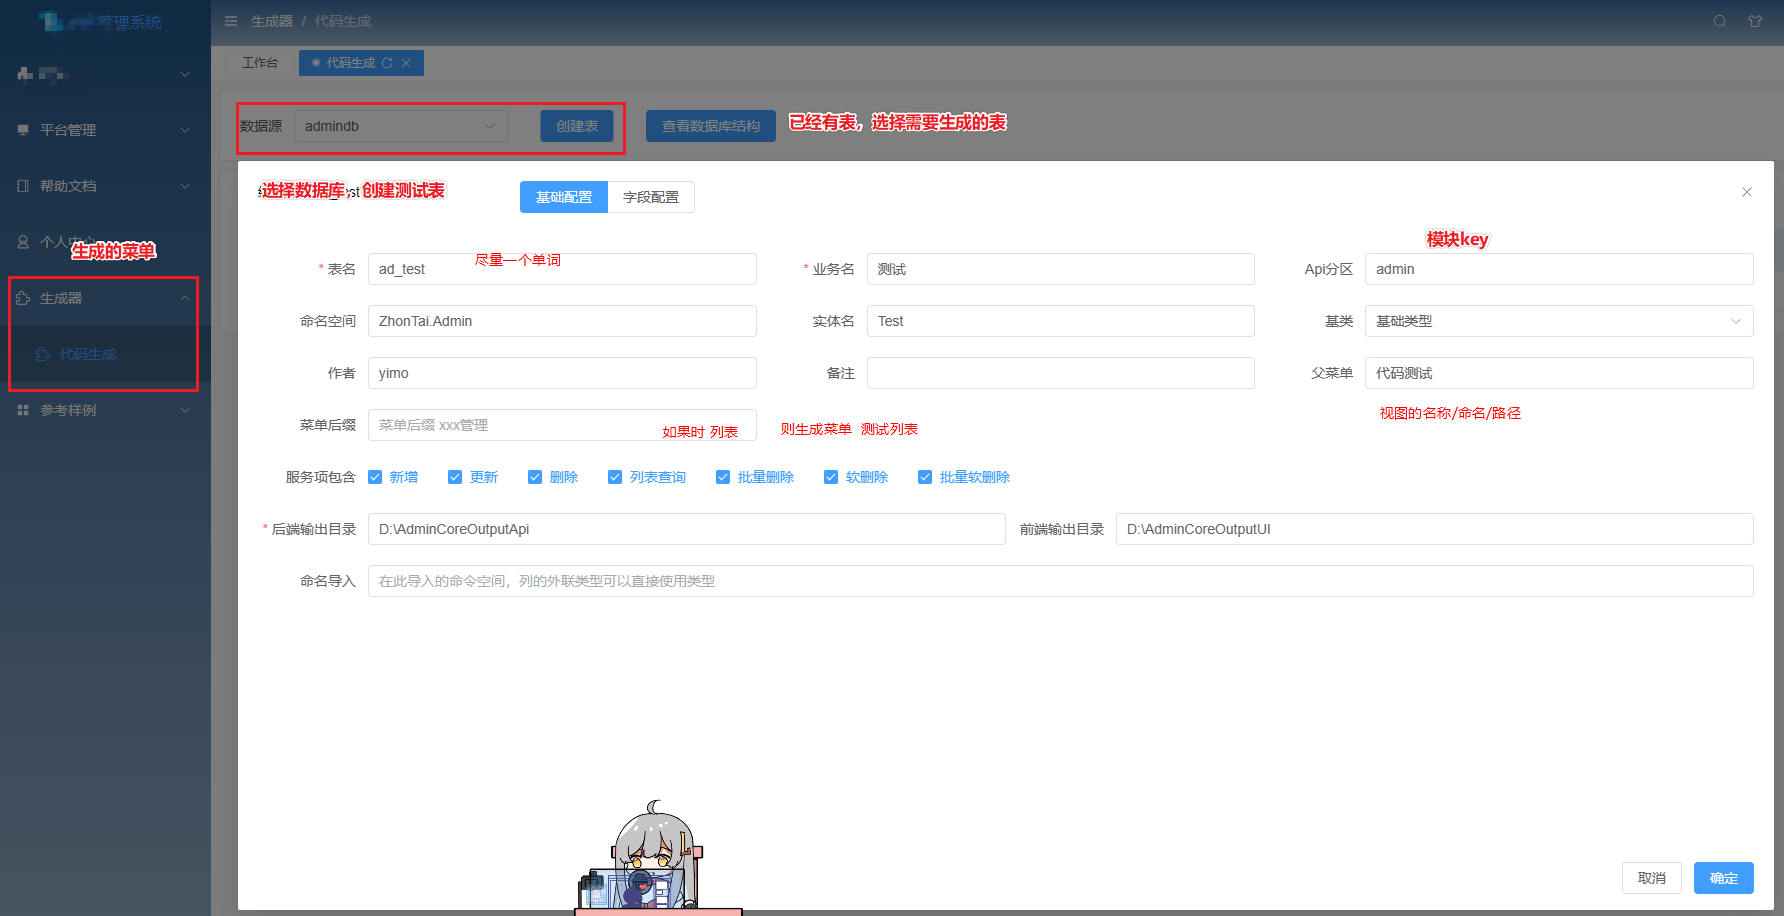 管理系统
生成器 / 代码生成
工作台
代码生成
平台管理
帮助文档
个人中心
生成的菜单
生成器
代码生成
参考样例
数据源
admindb
创建表
查看数据库结构
已经有表，选择需要生成的表
选择数据库，创建测试表
基础配置
字段配置
* 表名
ad_test
尽量一个单词
* 业务名
测试
模块key
Api分区
admin
命名空间
ZhonTai.Admin
实体名
Test
基类
基础类型
作者
yimo
备注
父菜单
代码测试
视图的名称/命名/路径
菜单后缀
菜单后缀 xxx管理
如果时 列表
则生成菜单 测试列表
服务项包含
新增
更新
删除
列表查询
批量删除
软删除
批量软删除
* 后端输出目录
D:\AdminCoreOutputApi
前端输出目录
D:\AdminCoreOutputUI
命名导入
在此导入的命令空间，列的外联类型可以直接使用类型
取消
确定